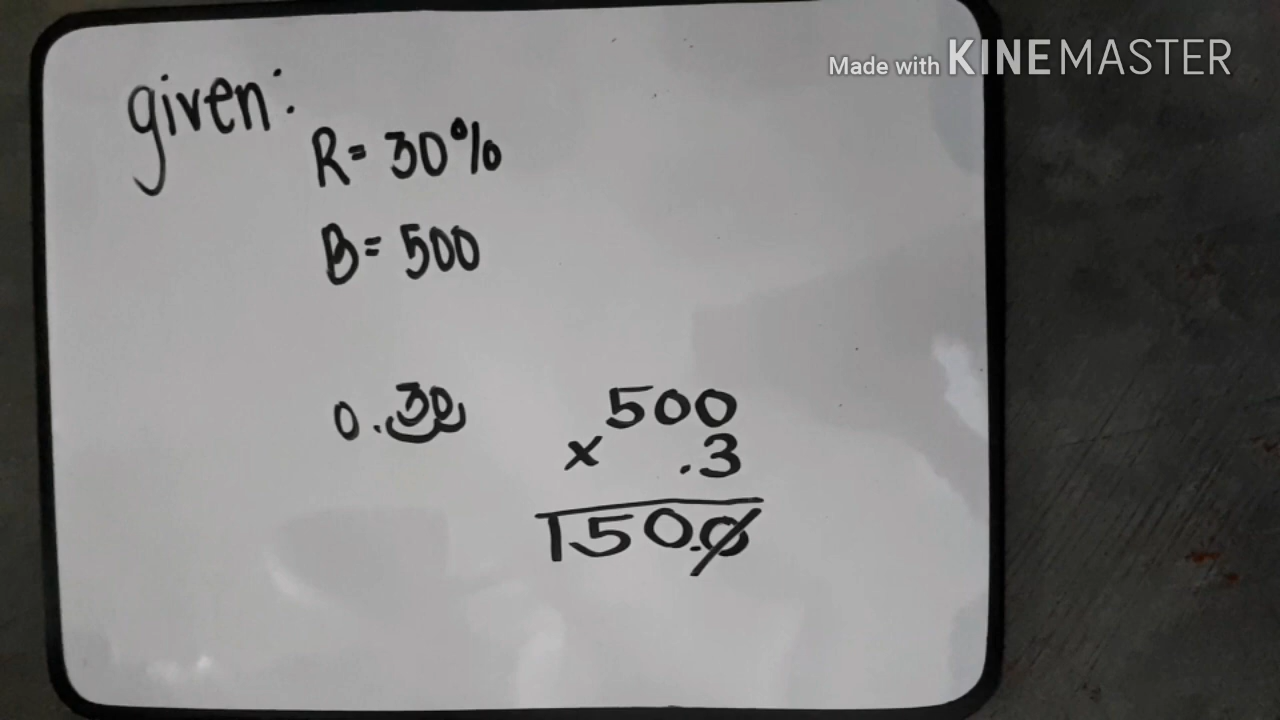 Made with KINEMASTER
given:
R= 30%
B= 500
0.30
500
x .3
150.0